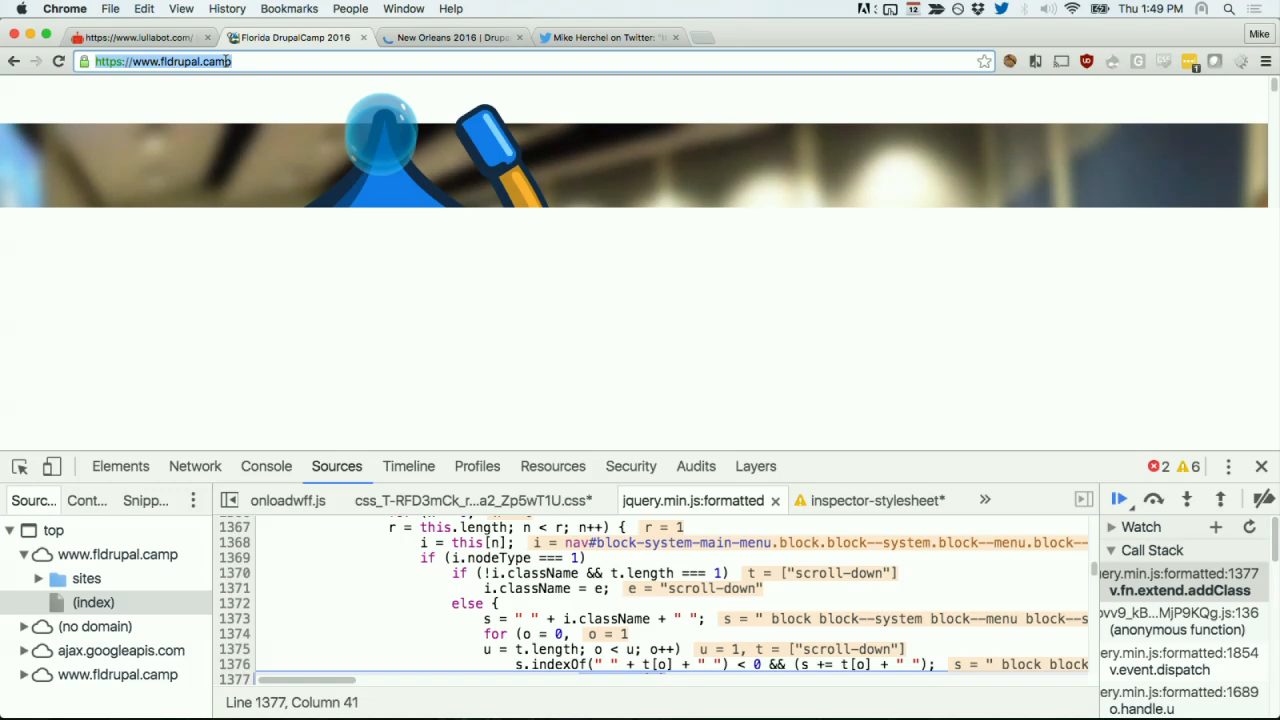 Chrome File Edit View History Bookmarks People Window Help 12 Thu 1:49 PM
https://www.lullabot.com/ Florida DrupalCamp 2016 New Orleans 2016 | Drupa Mike Herchel on Twitter: "I Mike
https://www.fldrupal.camp
Elements Network Console Sources Timeline Profiles Resources Security Audits Layers 2 6
Sourc... Cont... Snipp... onloadwff.js css_T-RFD3mCk_r...a2_Zp5wT1U.css* jquery.min.js:formatted inspector-stylesheet*
top
www.fldrupal.camp
sites
(index)
(no domain)
ajax.googleapis.com
www.fldrupal.camp
1367 r = this.length; n < r; n++) { r = 1
1368 i = this[n]; i = nav#block-system-main-menu.block.block--system.block--menu.block--
1369 if (i.nodeType === 1)
1370 if (!i.className && t.length === 1) t = ["scroll-down"]
1371 i.className = e; e = "scroll-down"
1372 else {
1373 s = " " + i.className + " "; s = " block block--system block--menu block--s
1374 for (o = 0, o = 1
1375 u = t.length; o < u; o++) u = 1, t = ["scroll-down"]
1376 s.indexOf(" " + t[o] + " ") < 0 && (s += t[o] + " "); s = " block block
1377
Line 1377, Column 41
Watch
Call Stack
query.min.js:formatted:1377
v.fn.extend.addClass
ovv9_kB...MjP9KQg.js:136
(anonymous function)
query.min.js:formatted:1854
v.event.dispatch
query.min.js:formatted:1689
o.handle.u